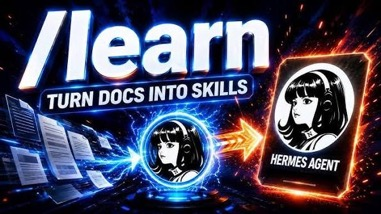 /learn
TURN DOCS INTO SKILLS
HERMES AGENT